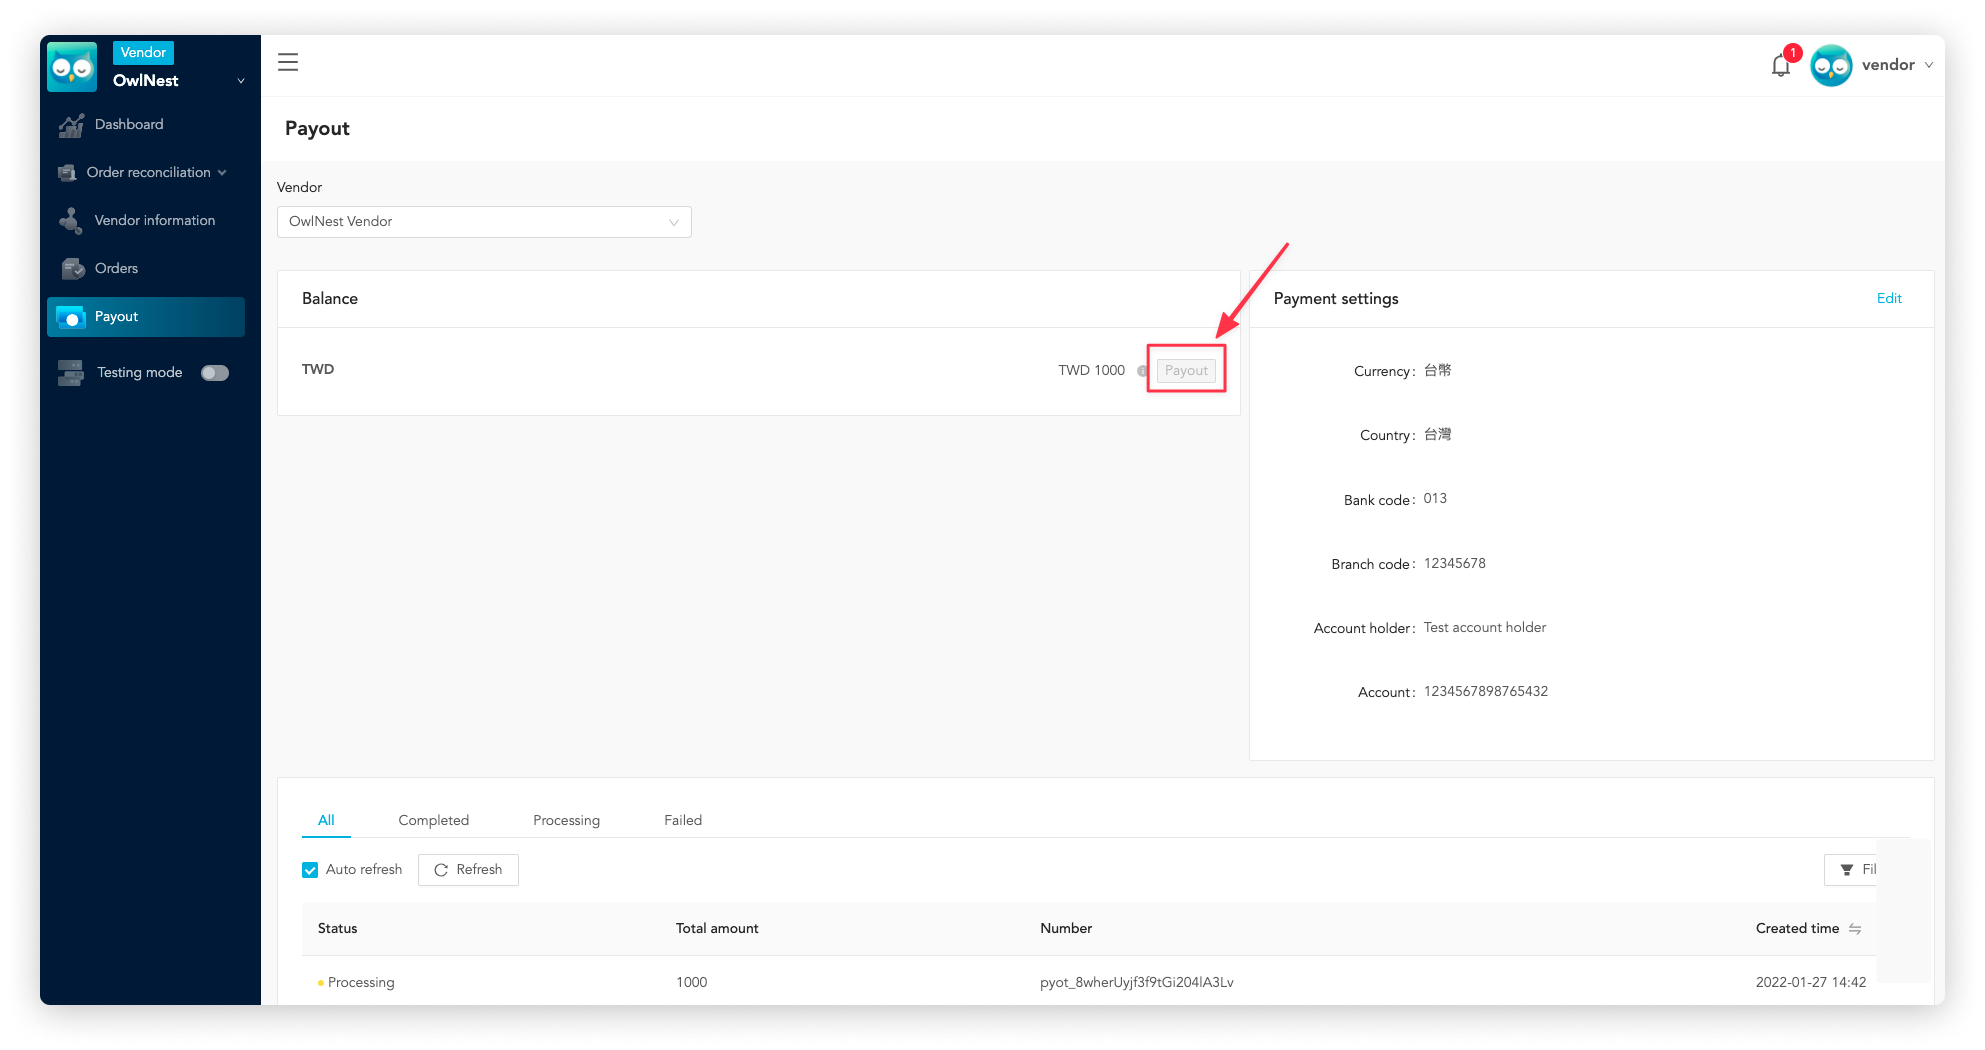 Vendor
OwlNest
Dashboard
Order reconciliation
Vendor information
Orders
Payout
Testing mode
1
vendor
Payout
Vendor
OwlNest Vendor
Balance
TWD
TWD 1000
Payout
Payment settings
Edit
Currency: 台幣
Country: 台灣
Bank code: 013
Branch code: 12345678
Account holder: Test account holder
Account: 1234567898765432
All Completed Processing Failed
Auto refresh
Refresh
Fil
Status Total amount Number Created time
Processing 1000 pyot_8wherUyjf3f9tGi204lA3Lv 2022-01-27 14:42